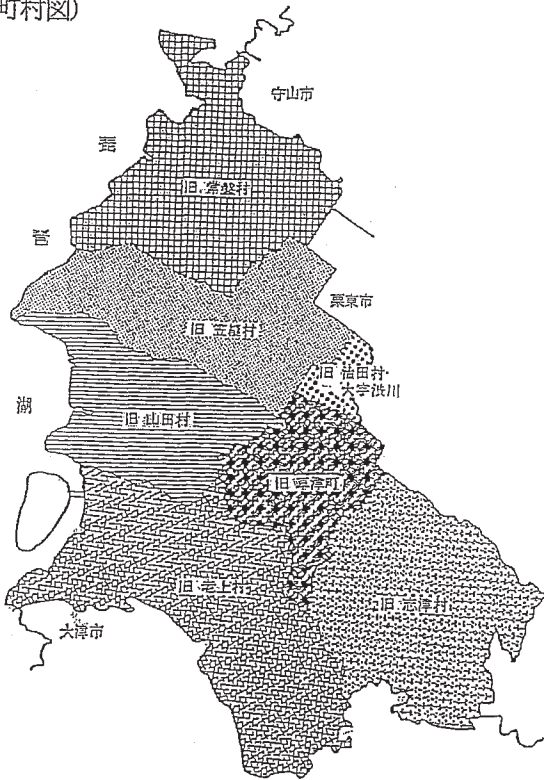 町村図)
守山市
琵
旧 常盤村
琶
栗東市
旧 笠縫村
旧 治田村・
大字渋川
湖
旧 山田村
旧 草津町
旧 老上村
旧 志津村
大津市